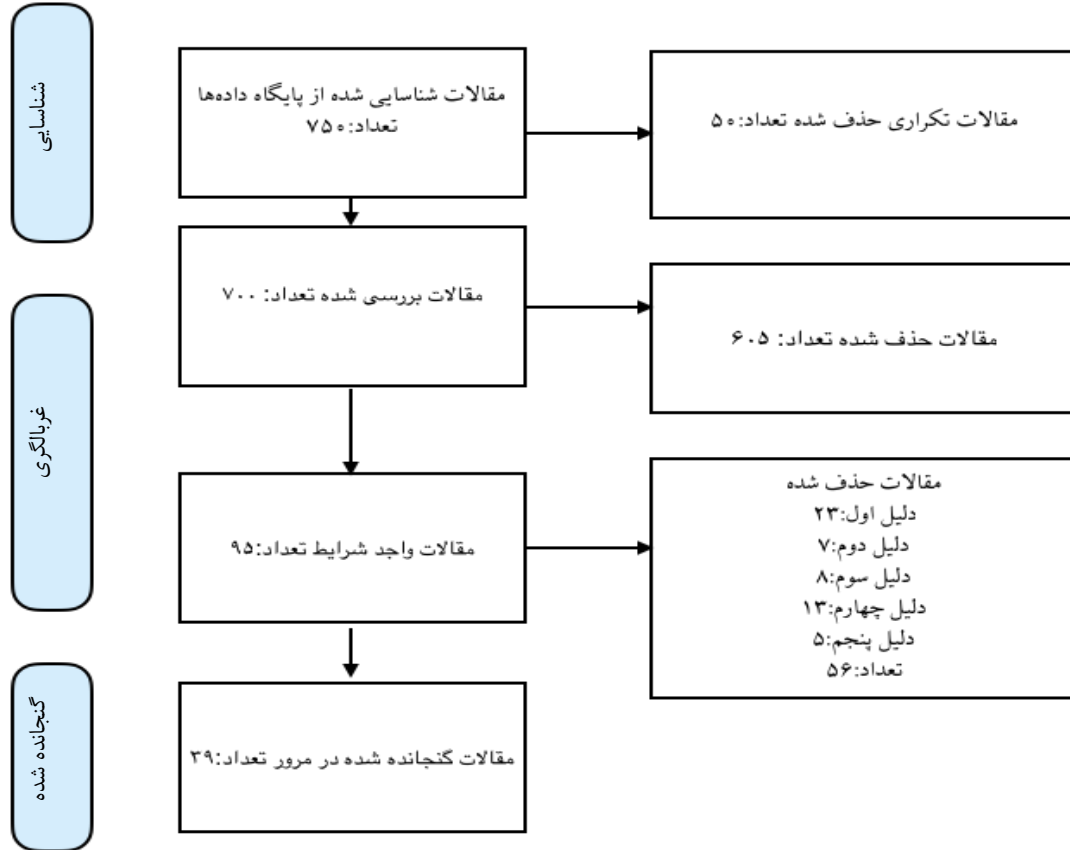 شناسایی
مقالات شناسایی شده از پایگاه داده‌ها
تعداد:۷۵۰
مقالات تکراری حذف شده تعداد:۵۰
غربالگری
مقالات بررسی شده تعداد: ۷۰۰
مقالات حذف شده تعداد: ۶۰۵
مقالات واجد شرایط تعداد:۹۵
مقالات حذف شده
دلیل اول:۲۳
دلیل دوم:۷
دلیل سوم:۸
دلیل چهارم:۱۳
دلیل پنجم:۵
تعداد:۵۶
گنجانده شده
مقالات گنجانده شده در مرور تعداد:۳۹